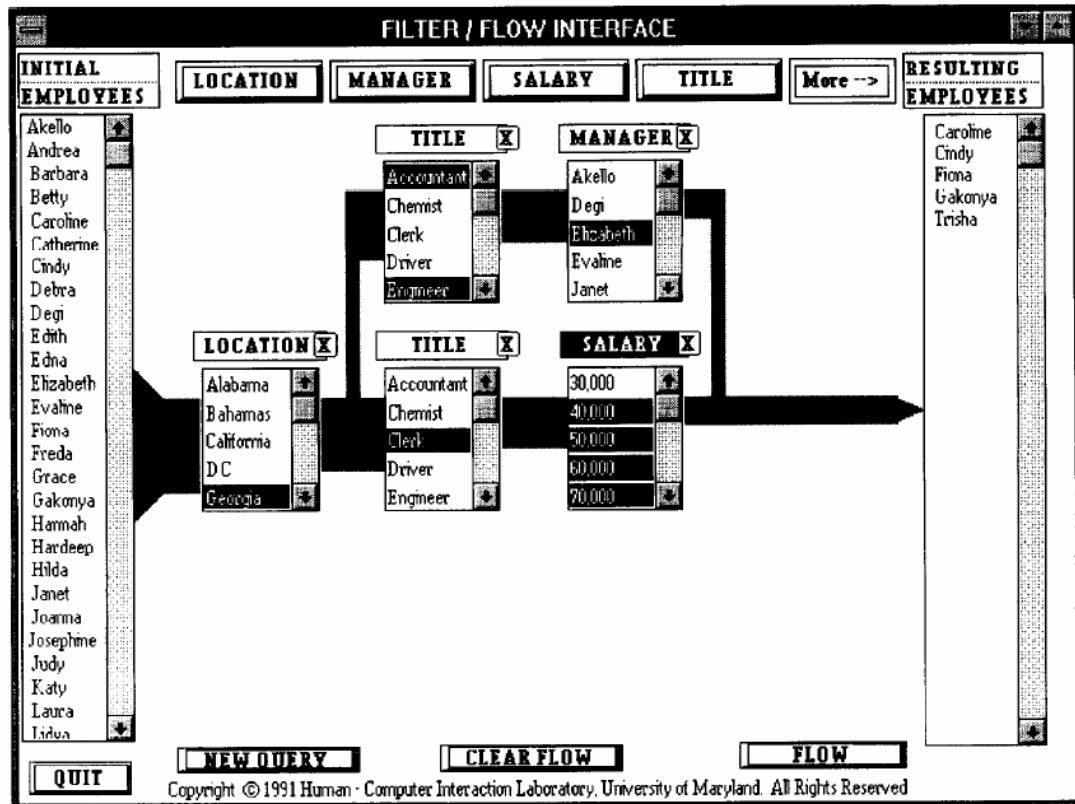 FILTER / FLOW INTERFACE
INITIAL
EMPLOYEES
LOCATION
MANAGER
SALARY
TITLE
More -->
RESULTING
EMPLOYEES
Akello
Andrea
Barbara
Betty
Caroline
Catherine
Cindy
Debra
Degi
Edith
Edna
Elizabeth
Evaline
Fiona
Freda
Grace
Gakonya
Hannah
Hardeep
Hilda
Janet
Joanna
Josephine
Judy
Katy
Laura
Lidya
TITLE X
Accountant
Chemist
Clerk
Driver
Engineer
MANAGER X
Akello
Degi
Elizabeth
Evaline
Janet
LOCATION X
Alabama
Bahamas
California
DC
Georgia
TITLE X
Accountant
Chemist
Clerk
Driver
Engineer
SALARY X
30,000
40,000
50,000
60,000
70,000
Caroline
Cindy
Fiona
Gakonya
Trisha
QUIT
NEW QUERY
CLEAR FLOW
FLOW
Copyright © 1991 Human - Computer Interaction Laboratory, University of Maryland. All Rights Reserved